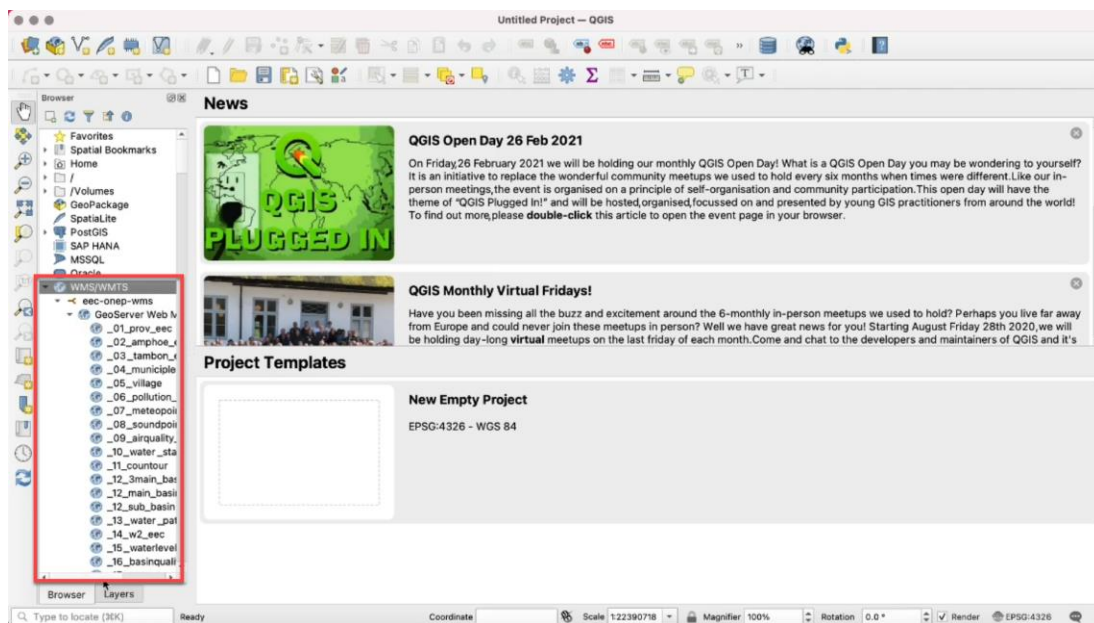 Untitled Project — QGIS
Browser
Favorites
Spatial Bookmarks
Home
/
/Volumes
GeoPackage
SpatiaLite
PostGIS
SAP HANA
MSSQL
Oracle
WMS/WMTS
eec-onep-wms
GeoServer Web M
_01_prov_eec
_02_amphoe_e
_03_tambon_e
_04_municiple
_05_village
_06_pollution_
_07_meteopoi
_08_soundpoi
_09_airquality_
_10_water_sta
_11_countour
_12_3main_bas
_12_main_basi
_12_sub_basin
_13_water_pat
_14_w2_eec
_15_waterlevel
_16_basinquali
Browser
Layers
News
QGIS
PLUGGED IN
QGIS Open Day 26 Feb 2021
On Friday,26 February 2021 we will be holding our monthly QGIS Open Day! What is a QGIS Open Day you may be wondering to yourself?
It is an initiative to replace the wonderful community meetups we used to hold every six months when times were different.Like our in-
person meetings,the event is organised on a principle of self-organisation and community participation.This open day will have the
theme of "QGIS Plugged In!" and will be hosted,organised,focussed on and presented by young GIS practitioners from around the world!
To find out more,please double-click this article to open the event page in your browser.
QGIS Monthly Virtual Fridays!
Have you been missing all the buzz and excitement around the 6-monthly in-person meetups we used to hold? Perhaps you live far away
from Europe and could never join these meetups in person? Well we have great news for you! Starting August Friday 28th 2020,we will
be holding day-long virtual meetups on the last friday of each month.Come and chat to the developers and maintainers of QGIS and it's
Project Templates
New Empty Project
EPSG:4326 - WGS 84
Type to locate (⌘K)
Ready
Coordinate
Scale 1:22390718
Magnifier 100%
Rotation 0.0 °
Render
EPSG:4326